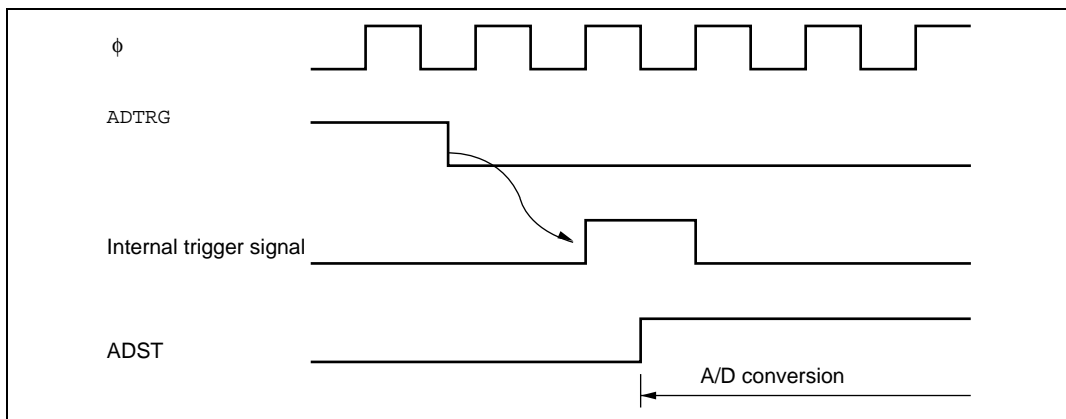 ϕ
ADTRG
Internal trigger signal
ADST
A/D conversion